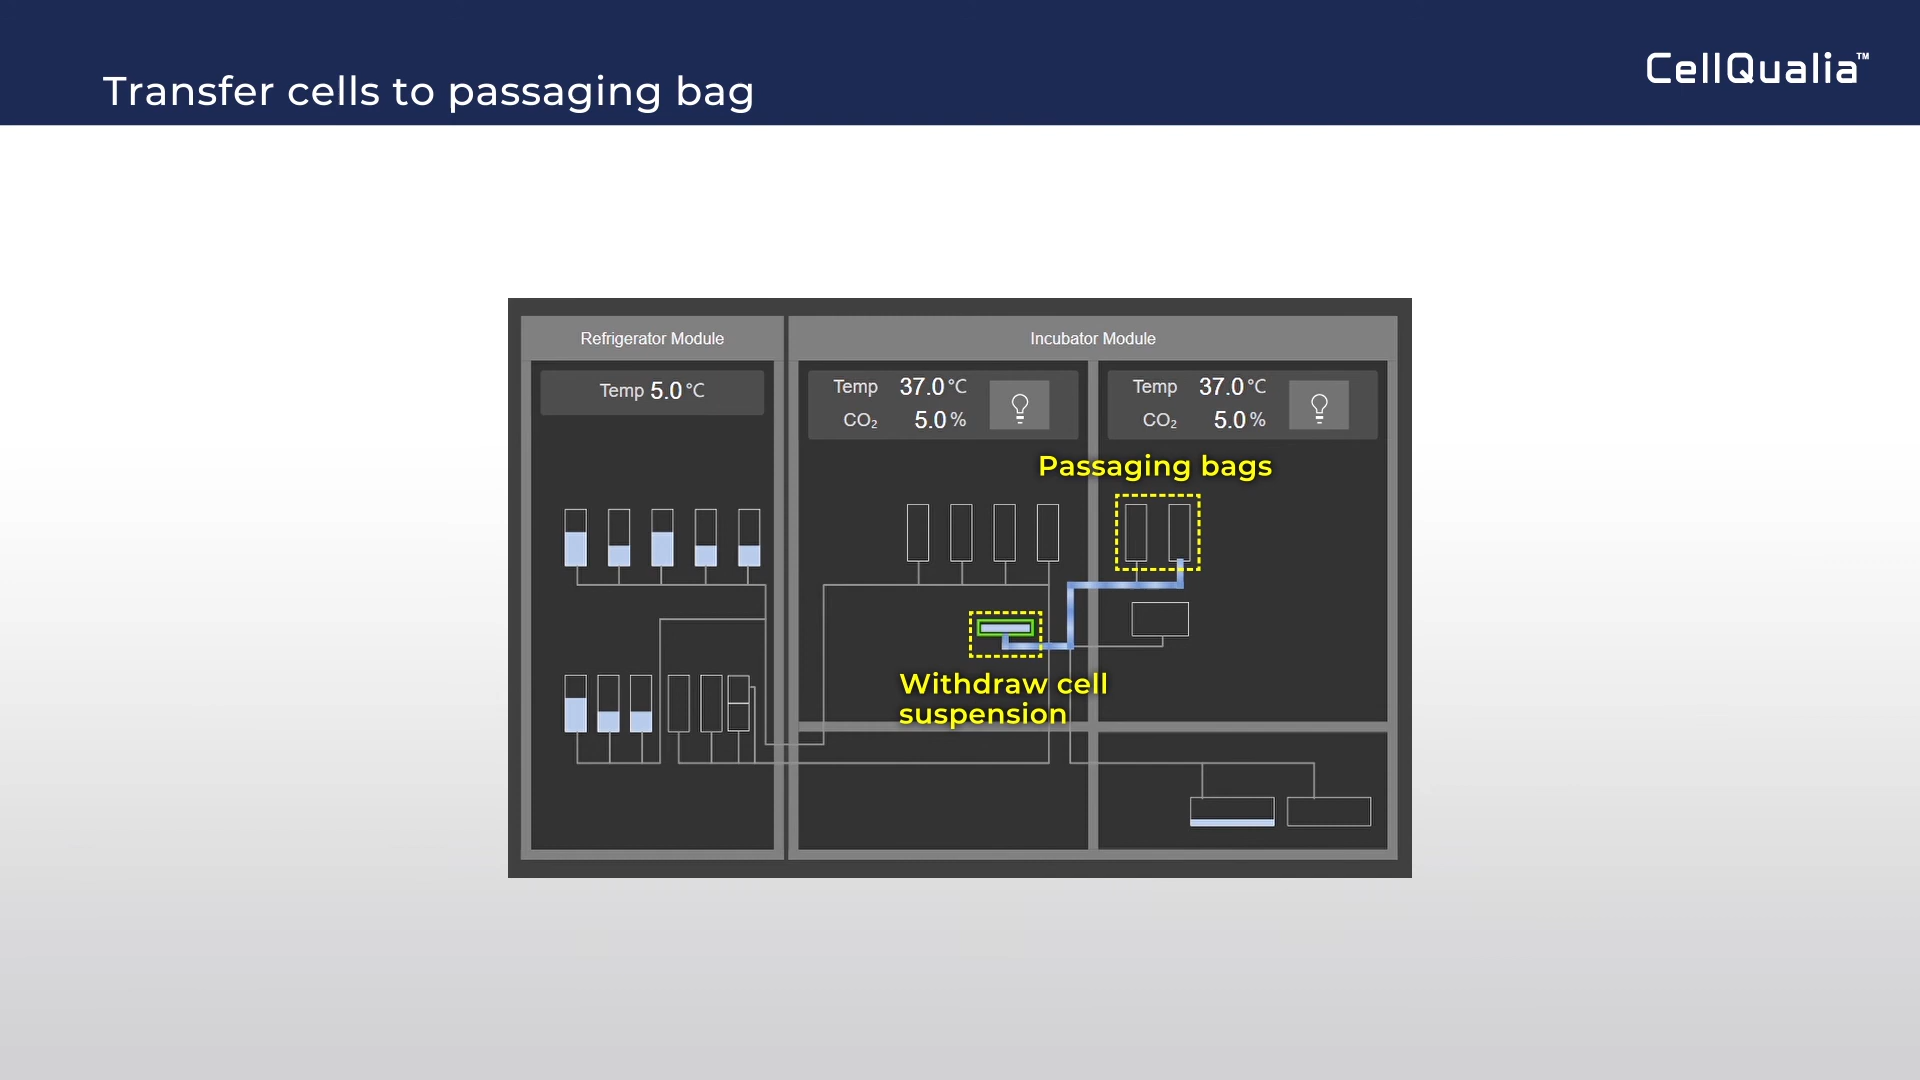 Transfer cells to passaging bag
CellQualia™
Refrigerator Module
Incubator Module
Temp 5.0 °C
Temp 37.0 °C
CO₂ 5.0 %
Temp 37.0 °C
CO₂ 5.0 %
Passaging bags
Withdraw cell
suspension